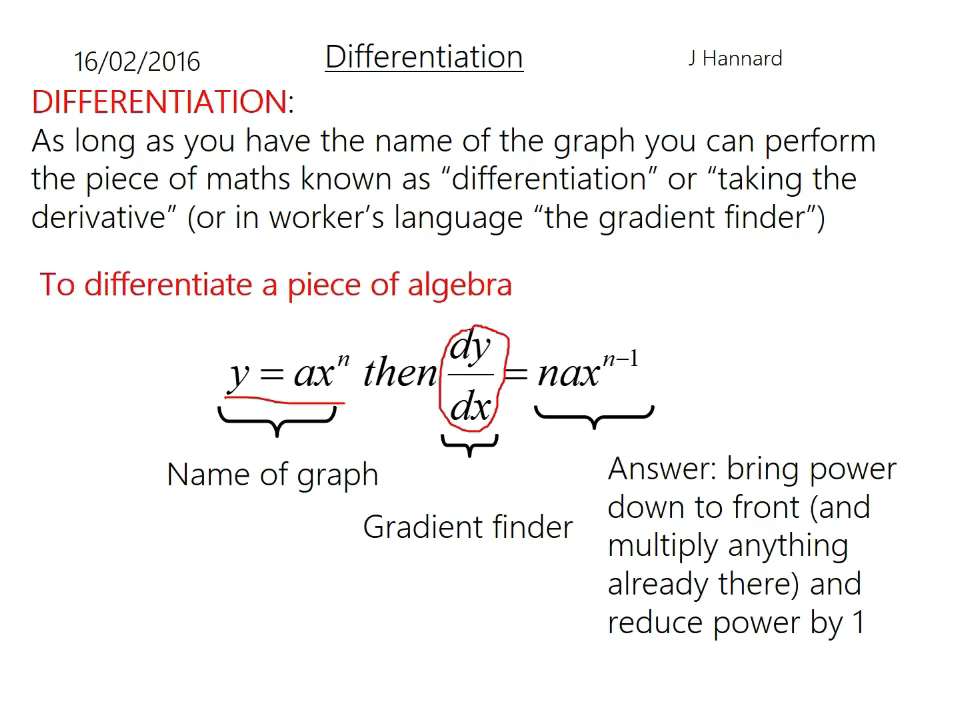 16/02/2016 Differentiation J Hannard
DIFFERENTIATION:
As long as you have the name of the graph you can perform
the piece of maths known as “differentiation” or “taking the
derivative” (or in worker’s language “the gradient finder”)
To differentiate a piece of algebra
y = axⁿ then dy/dx = naxⁿ⁻¹
Name of graph
Gradient finder
Answer: bring power
down to front (and
multiply anything
already there) and
reduce power by 1